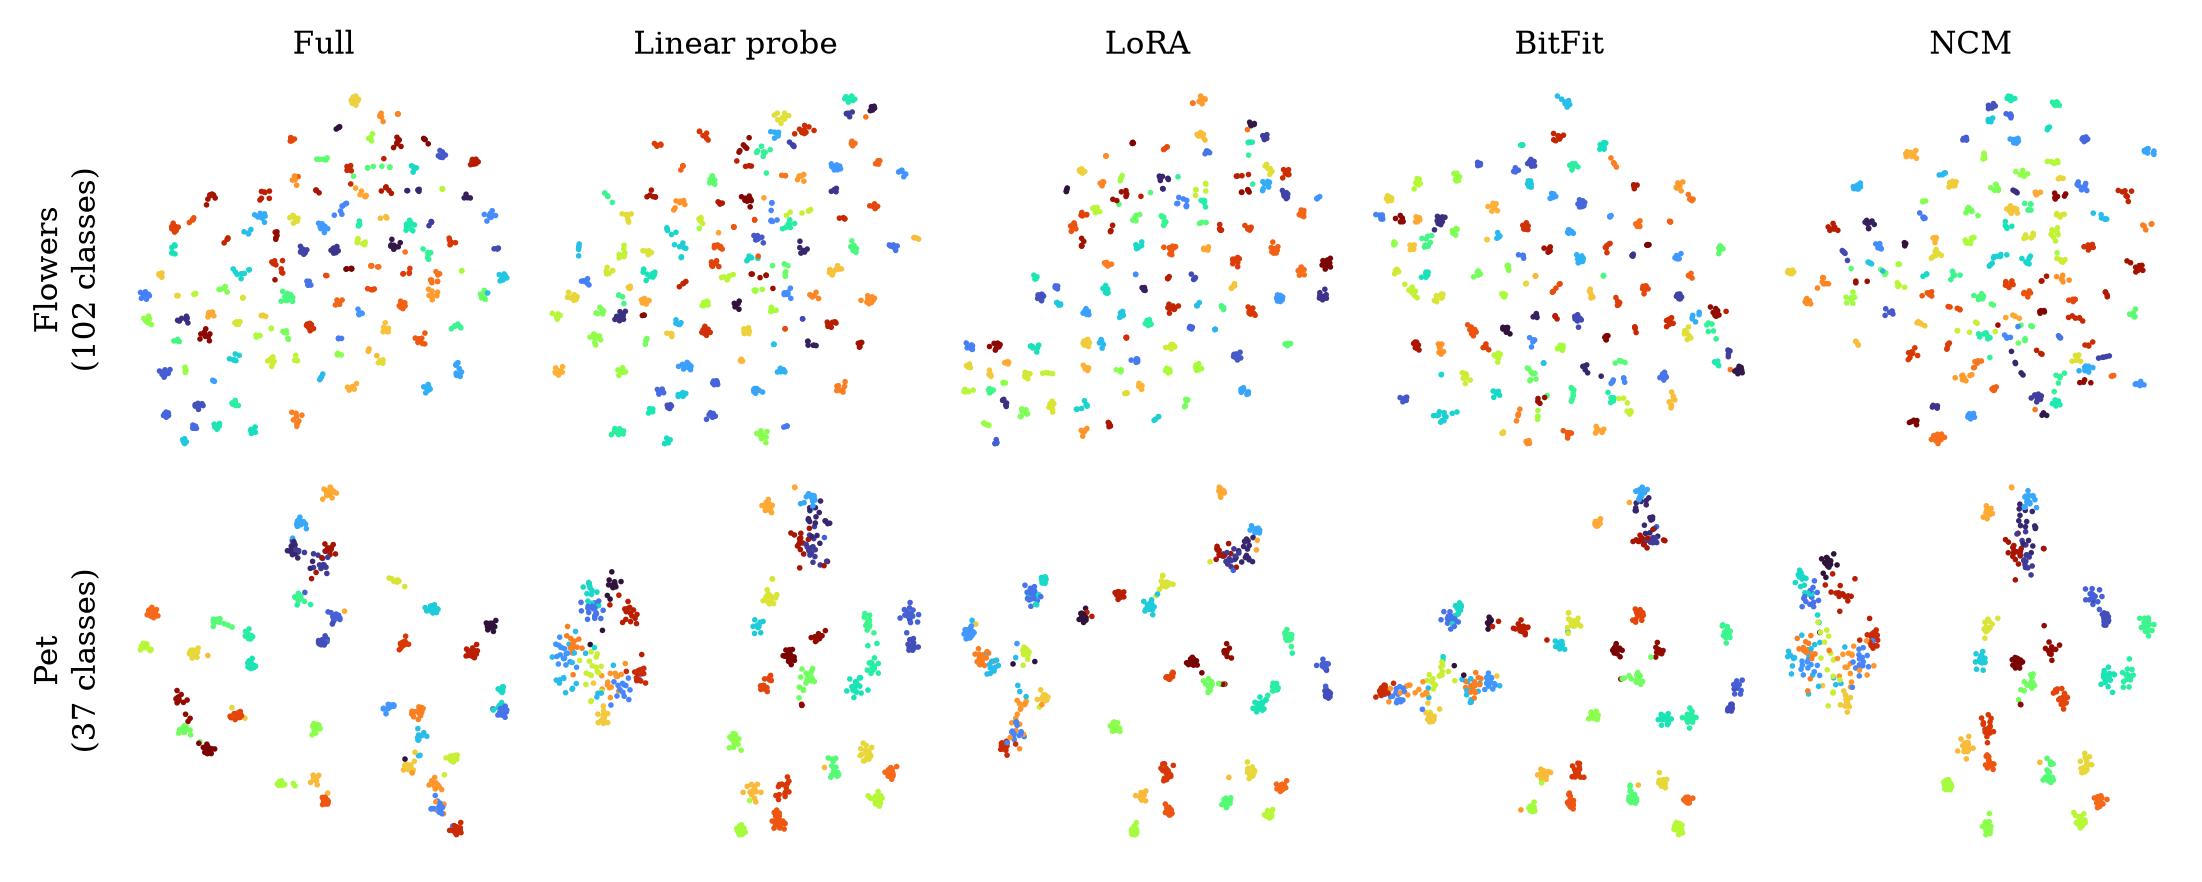 Full
Linear probe
LoRA
BitFit
NCM
Flowers
(102 classes)
Pet
(37 classes)